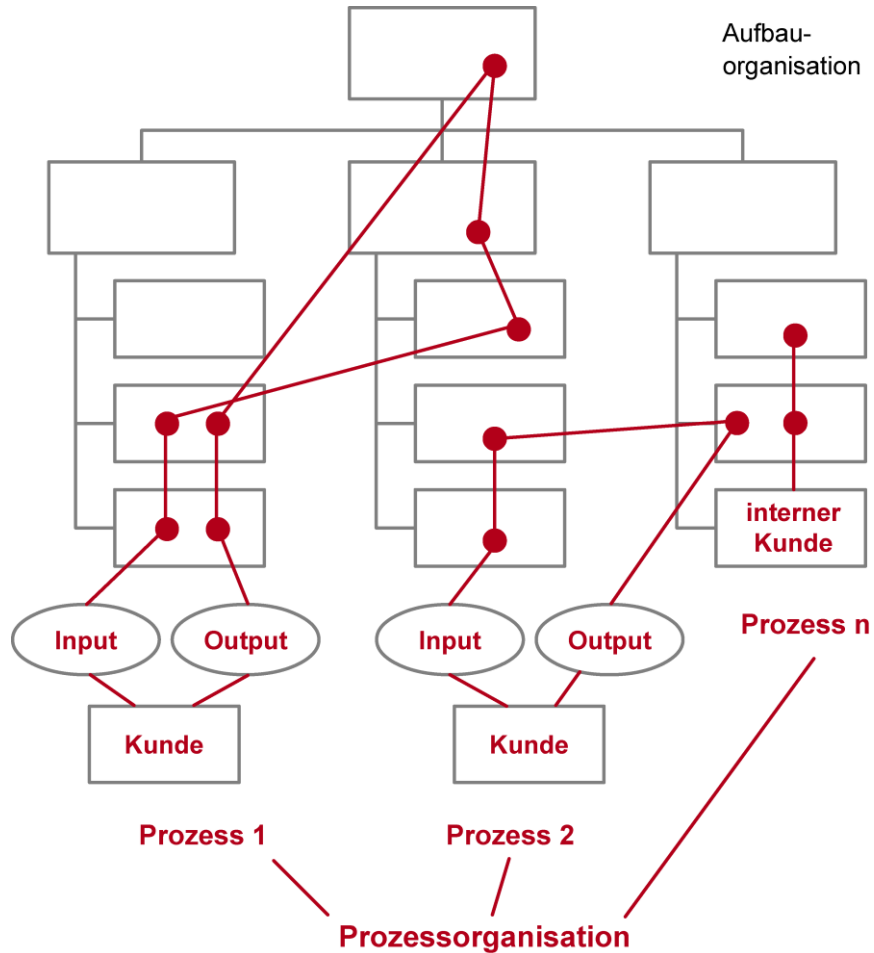 Aufbau-
organisation
interner
Kunde
Input
Output
Input
Output
Prozess n
Kunde
Kunde
Prozess 1
Prozess 2
Prozessorganisation